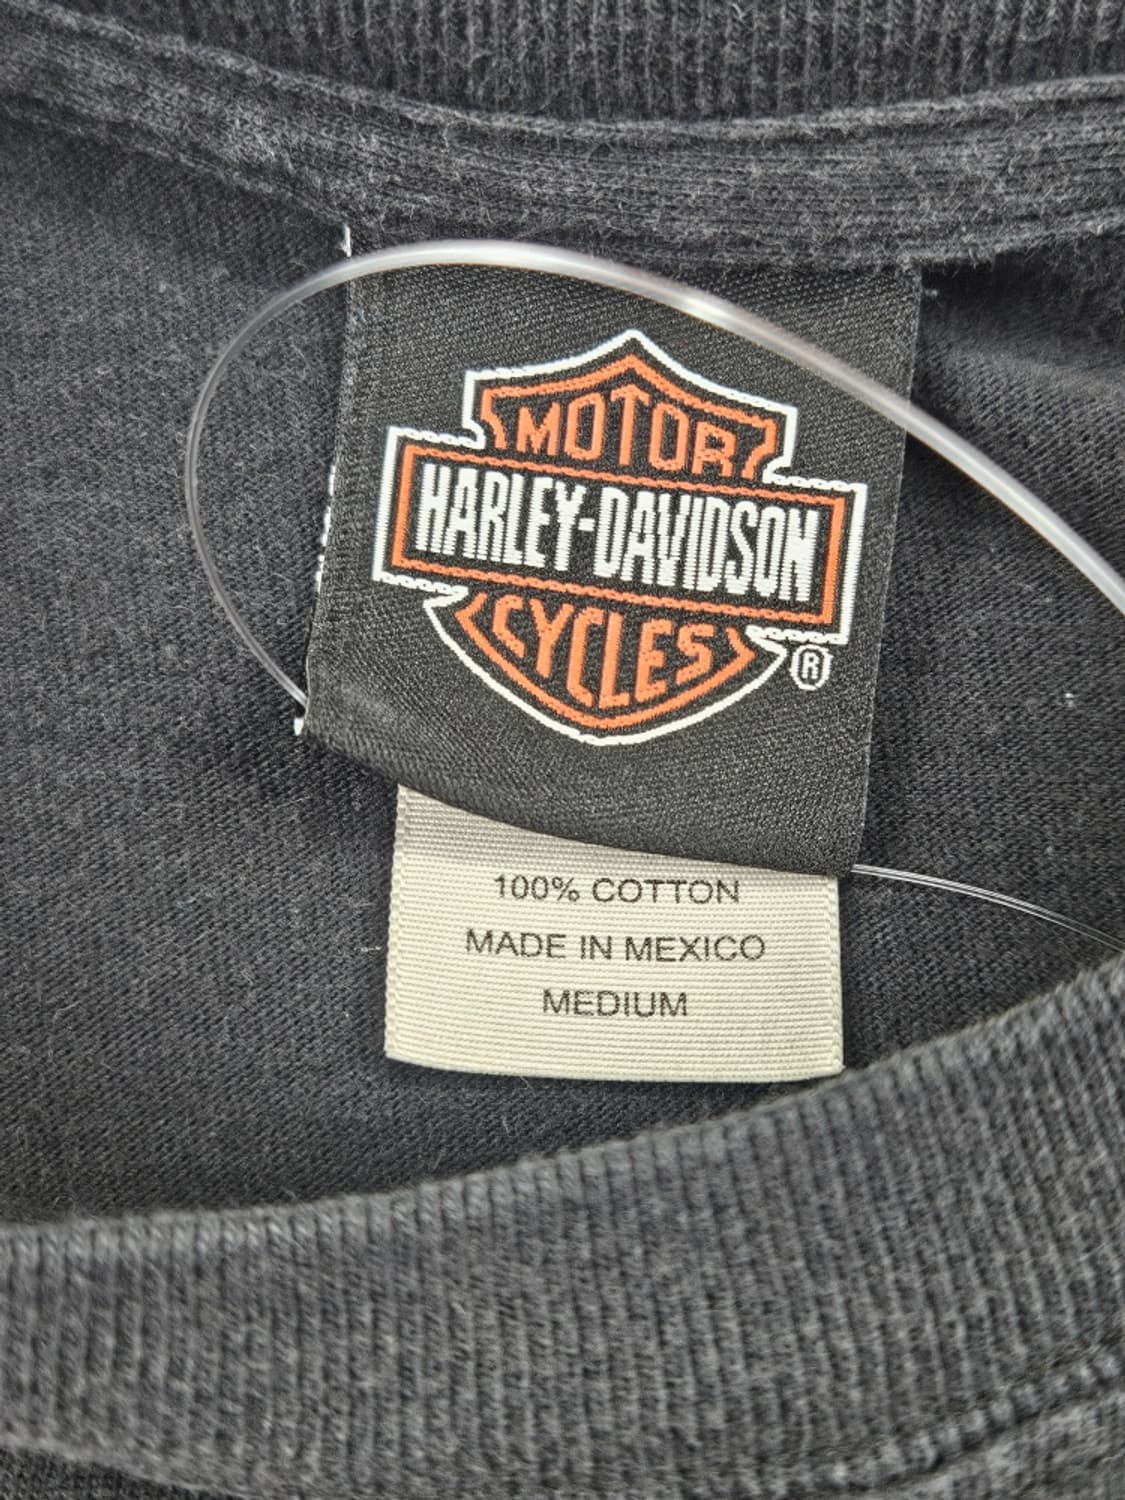 MOTOR
HARLEY-DAVIDSON
CYCLES
®
100% COTTON
MADE IN MEXICO
MEDIUM